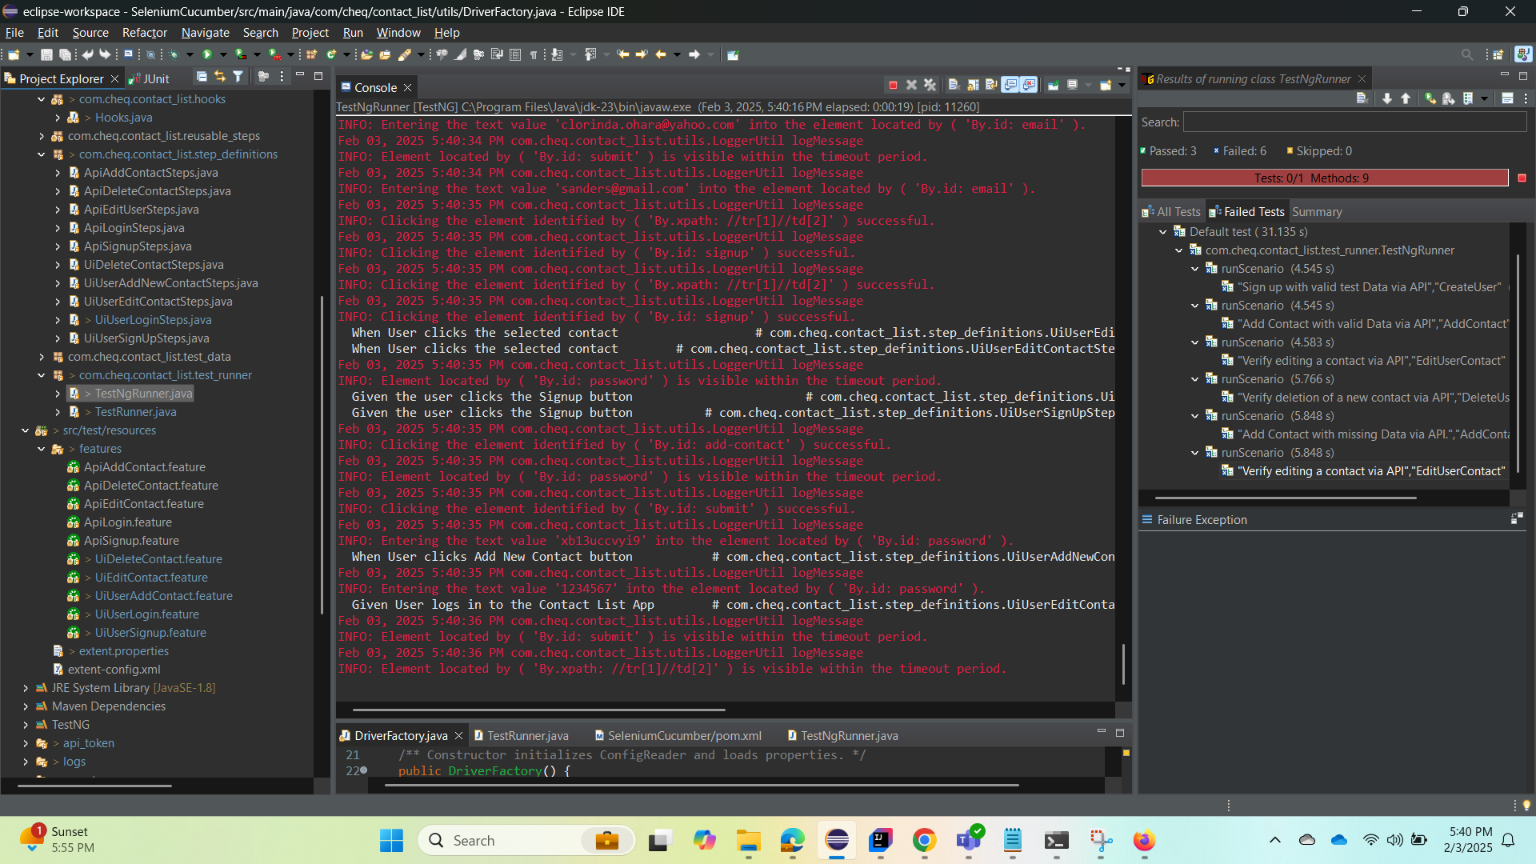 eclipse-workspace - SeleniumCucumber/src/main/java/com/cheq/contact_list/utils/DriverFactory.java - Eclipse IDE
File Edit Source Refactor Navigate Search Project Run Window Help
Project Explorer
JUnit
> com.cheq.contact_list.hooks
> Hooks.java
com.cheq.contact_list.reusable_steps
> com.cheq.contact_list.step_definitions
ApiAddContactSteps.java
ApiDeleteContactSteps.java
ApiEditUserSteps.java
ApiLoginSteps.java
ApiSignupSteps.java
UiDeleteContactSteps.java
UiUserAddNewContactSteps.java
UiUserEditContactSteps.java
> UiUserLoginSteps.java
UiUserSignUpSteps.java
com.cheq.contact_list.test_data
> com.cheq.contact_list.test_runner
> TestNgRunner.java
> TestRunner.java
> src/test/resources
> features
ApiAddContact.feature
ApiDeleteContact.feature
ApiEditContact.feature
ApiLogin.feature
ApiSignup.feature
> UiDeleteContact.feature
> UiEditContact.feature
> UiUserAddContact.feature
> UiUserLogin.feature
> UiUserSignup.feature
> extent.properties
extent-config.xml
JRE System Library [JavaSE-1.8]
Maven Dependencies
TestNG
> api_token
> logs
Console
TestNgRunner [TestNG] C:\Program Files\Java\jdk-23\bin\javaw.exe (Feb 3, 2025, 5:40:16 PM elapsed: 0:00:19) [pid: 11260]
INFO: Entering the text value 'clorinda.ohara@yahoo.com' into the element located by ( 'By.id: email' ).
Feb 03, 2025 5:40:34 PM com.cheq.contact_list.utils.LoggerUtil logMessage
INFO: Element located by ( 'By.id: submit' ) is visible within the timeout period.
Feb 03, 2025 5:40:34 PM com.cheq.contact_list.utils.LoggerUtil logMessage
INFO: Entering the text value 'sanders@gmail.com' into the element located by ( 'By.id: email' ).
Feb 03, 2025 5:40:35 PM com.cheq.contact_list.utils.LoggerUtil logMessage
INFO: Clicking the element identified by ( 'By.xpath: //tr[1]//td[2]' ) successful.
Feb 03, 2025 5:40:35 PM com.cheq.contact_list.utils.LoggerUtil logMessage
INFO: Clicking the element identified by ( 'By.id: signup' ) successful.
Feb 03, 2025 5:40:35 PM com.cheq.contact_list.utils.LoggerUtil logMessage
INFO: Clicking the element identified by ( 'By.xpath: //tr[1]//td[2]' ) successful.
Feb 03, 2025 5:40:35 PM com.cheq.contact_list.utils.LoggerUtil logMessage
INFO: Clicking the element identified by ( 'By.id: signup' ) successful.
When User clicks the selected contact # com.cheq.contact_list.step_definitions.UiUserEdi
When User clicks the selected contact # com.cheq.contact_list.step_definitions.UiUserEditContactSte
Feb 03, 2025 5:40:35 PM com.cheq.contact_list.utils.LoggerUtil logMessage
INFO: Element located by ( 'By.id: password' ) is visible within the timeout period.
Given the user clicks the Signup button # com.cheq.contact_list.step_definitions.Ui
Given the user clicks the Signup button # com.cheq.contact_list.step_definitions.UiUserSignUpStep
Feb 03, 2025 5:40:35 PM com.cheq.contact_list.utils.LoggerUtil logMessage
INFO: Clicking the element identified by ( 'By.id: add-contact' ) successful.
Feb 03, 2025 5:40:35 PM com.cheq.contact_list.utils.LoggerUtil logMessage
INFO: Element located by ( 'By.id: password' ) is visible within the timeout period.
Feb 03, 2025 5:40:35 PM com.cheq.contact_list.utils.LoggerUtil logMessage
INFO: Clicking the element identified by ( 'By.id: submit' ) successful.
Feb 03, 2025 5:40:35 PM com.cheq.contact_list.utils.LoggerUtil logMessage
INFO: Entering the text value 'xb13uccvyi9' into the element located by ( 'By.id: password' ).
When User clicks Add New Contact button # com.cheq.contact_list.step_definitions.UiUserAddNewCon
Feb 03, 2025 5:40:35 PM com.cheq.contact_list.utils.LoggerUtil logMessage
INFO: Entering the text value '1234567' into the element located by ( 'By.id: password' ).
Given User logs in to the Contact List App # com.cheq.contact_list.step_definitions.UiUserEditConta
Feb 03, 2025 5:40:36 PM com.cheq.contact_list.utils.LoggerUtil logMessage
INFO: Element located by ( 'By.id: submit' ) is visible within the timeout period.
Feb 03, 2025 5:40:36 PM com.cheq.contact_list.utils.LoggerUtil logMessage
INFO: Element located by ( 'By.xpath: //tr[1]//td[2]' ) is visible within the timeout period.
DriverFactory.java
TestRunner.java
SeleniumCucumber/pom.xml
TestNgRunner.java
21 /** Constructor initializes ConfigReader and loads properties. */
22 public DriverFactory() {
Results of running class TestNgRunner
Search:
Passed: 3 Failed: 6 Skipped: 0
Tests: 0/1 Methods: 9
All Tests Failed Tests Summary
Default test ( 31.135 s)
com.cheq.contact_list.test_runner.TestNgRunner
runScenario (4.545 s)
"Sign up with valid test Data via API","CreateUser"
runScenario (4.545 s)
"Add Contact with valid Data via API","AddContact"
runScenario (4.583 s)
"Verify editing a contact via API","EditUserContact"
runScenario (5.766 s)
"Verify deletion of a new contact via API","DeleteUs
runScenario (5.848 s)
"Add Contact with missing Data via API.","AddConta
runScenario (5.848 s)
"Verify editing a contact via API","EditUserContact"
Failure Exception
1
Sunset
5:55 PM
Search
5:40 PM
2/3/2025